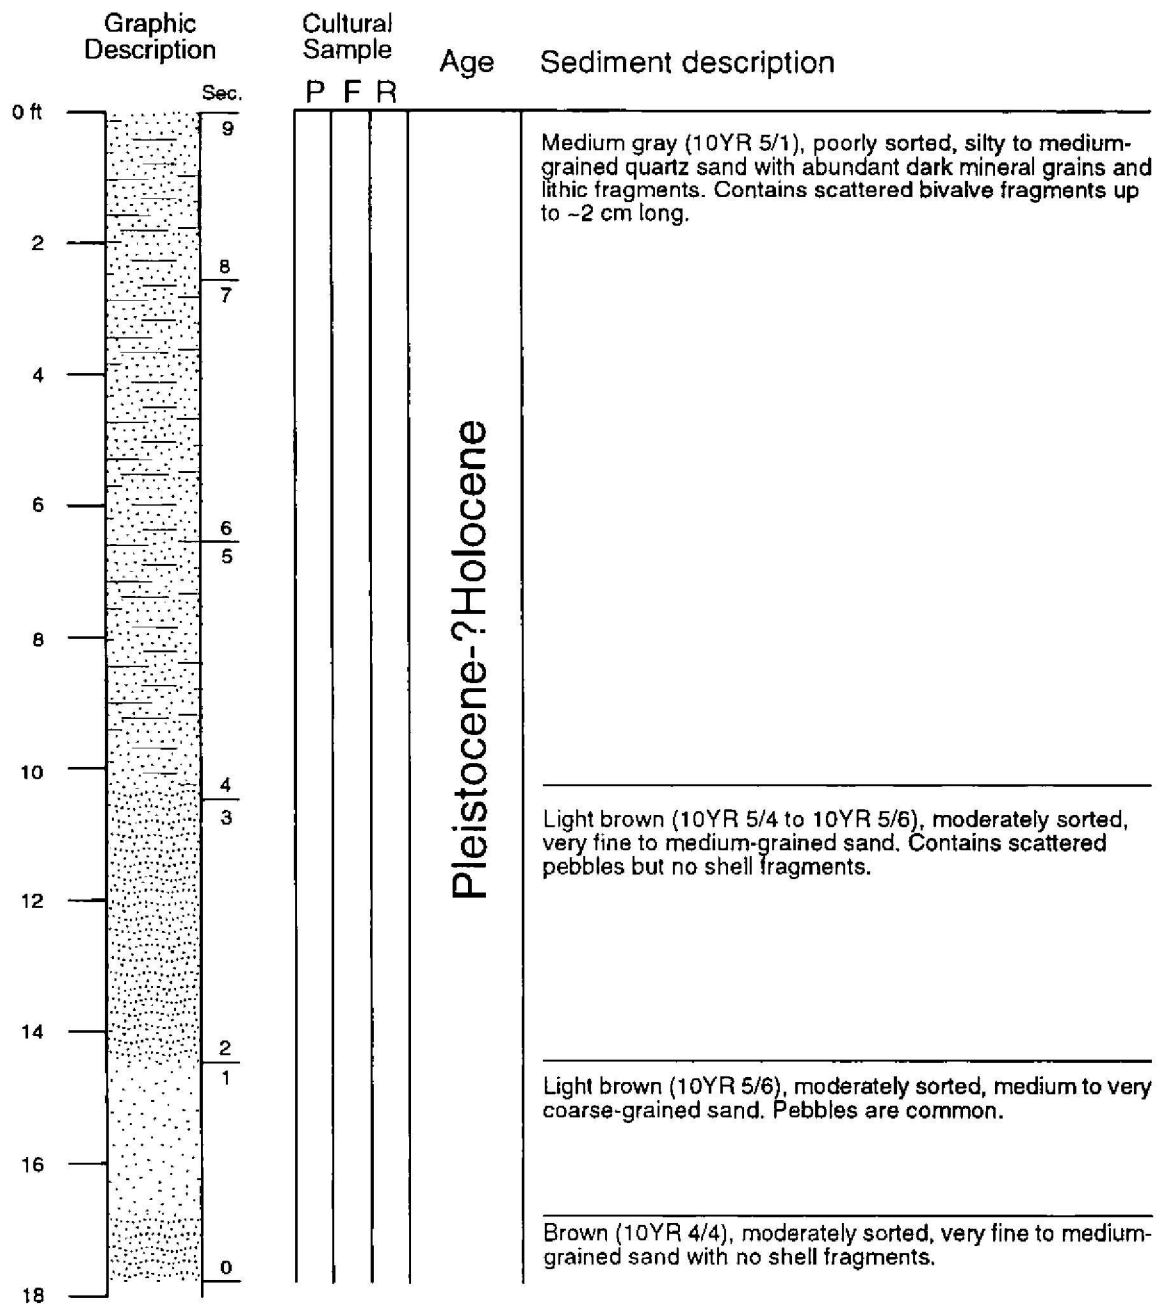 Graphic
Description
Cultural
Sample
Age
Sediment description
Sec.
P F R
0 ft
9
Medium gray (10YR 5/1), poorly sorted, silty to medium-
grained quartz sand with abundant dark mineral grains and
lithic fragments. Contains scattered bivalve fragments up
to ~2 cm long.
2
8
7
4
6
6
5
8
Pleistocene-?Holocene
10
4
3
Light brown (10YR 5/4 to 10YR 5/6), moderately sorted,
very fine to medium-grained sand. Contains scattered
pebbles but no shell fragments.
12
14
2
1
Light brown (10YR 5/6), moderately sorted, medium to very
coarse-grained sand. Pebbles are common.
16
Brown (10YR 4/4), moderately sorted, very fine to medium-
grained sand with no shell fragments.
0
18